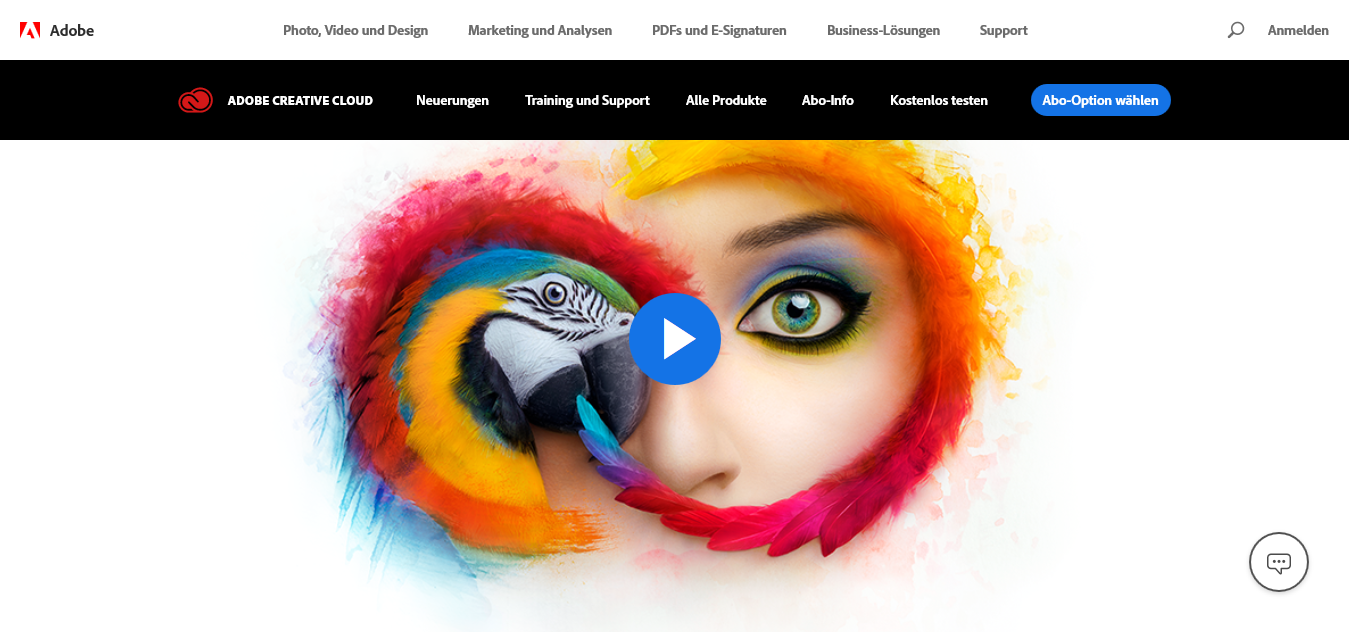 Adobe
Photo, Video und Design
Marketing und Analysen
PDFs und E-Signaturen
Business-Lösungen
Support
Anmelden
ADOBE CREATIVE CLOUD
Neuerungen
Training und Support
Alle Produkte
Abo-Info
Kostenlos testen
Abo-Option wählen